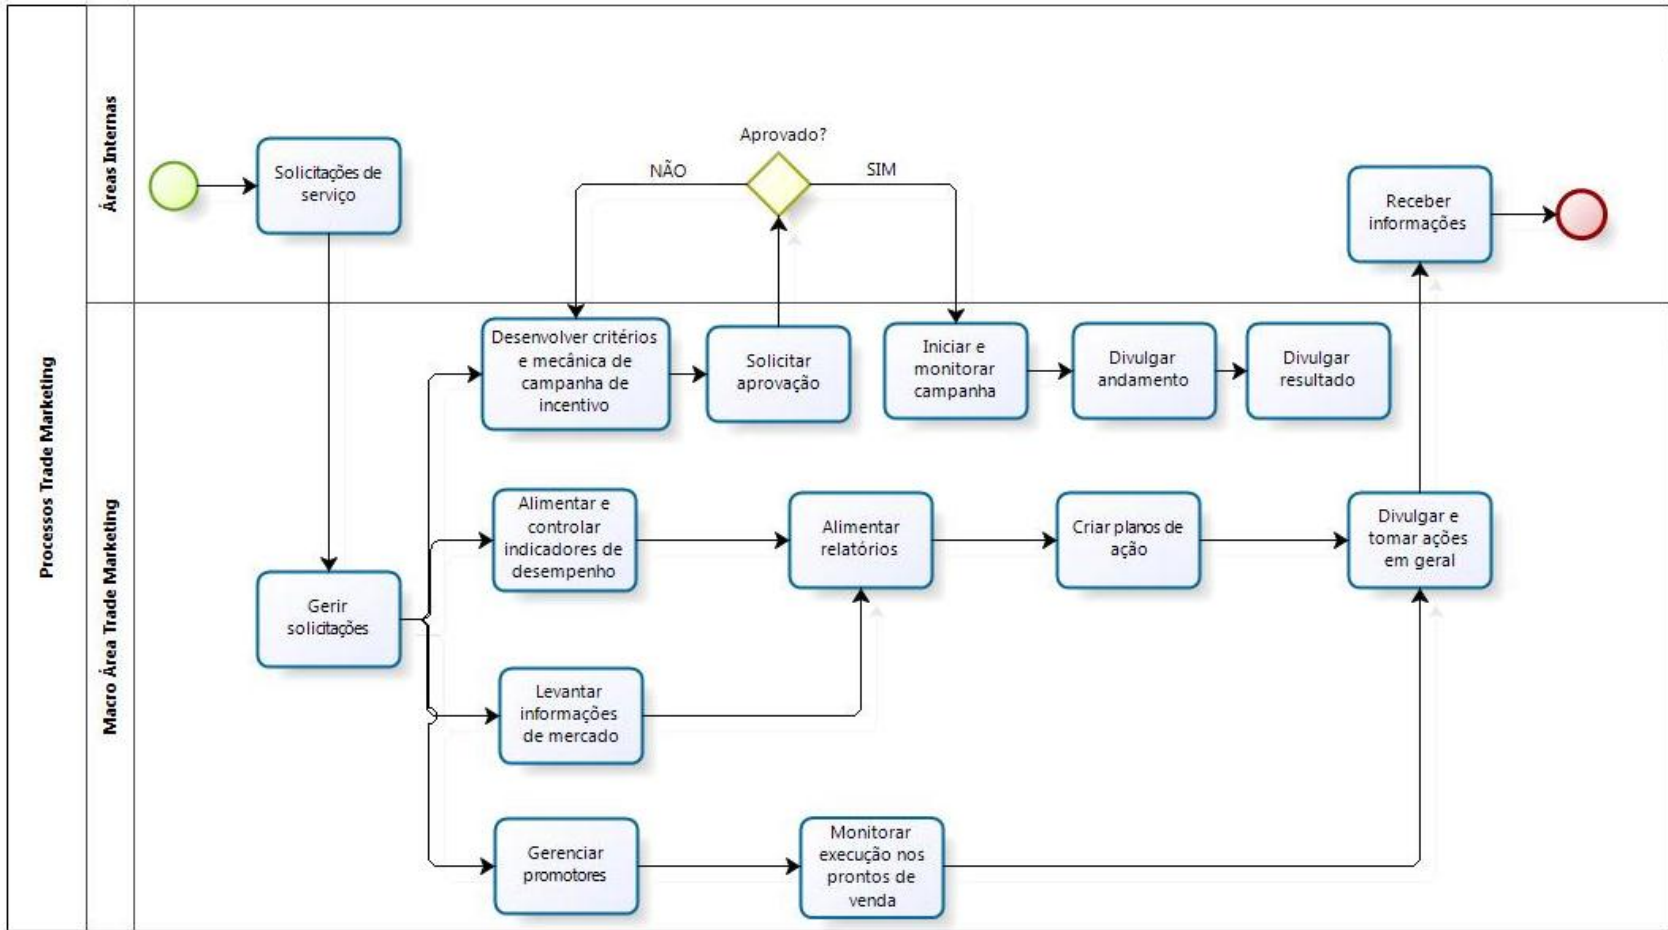 Processos Trade Marketing
Áreas Internas
Solicitações de
serviço
Aprovado?
NÃO
SIM
Receber
informações
Macro Área Trade Marketing
Desenvolver critérios
e mecânica de
campanha de
incentivo
Solicitar
aprovação
Iniciar e
monitorar
campanha
Divulgar
andamento
Divulgar
resultado
Alimentar e
controlar
indicadores de
desempenho
Alimentar
relatórios
Criar planos de
ação
Divulgar e
tomar ações
em geral
Gerir
solicitações
Levantar
informações
de mercado
Gerenciar
promotores
Monitorar
execução nos
prontos de
venda